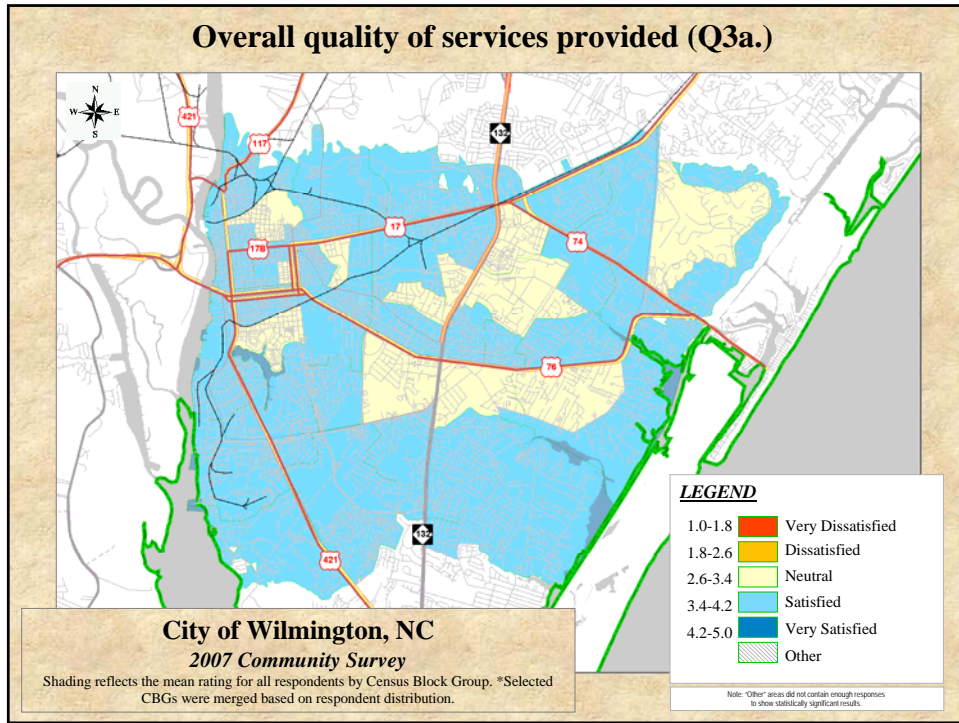 Overall quality of services provided (Q3a.)
N
W E
S
421
117
132
17
17B
74
76
132
421
LEGEND
1.0-1.8 Very Dissatisfied
1.8-2.6 Dissatisfied
2.6-3.4 Neutral
3.4-4.2 Satisfied
4.2-5.0 Very Satisfied
Other
City of Wilmington, NC
2007 Community Survey
Shading reflects the mean rating for all respondents by Census Block Group. *Selected
CBGs were merged based on respondent distribution.
Note: "Other" areas did not contain enough responses
to show statistically significant results.